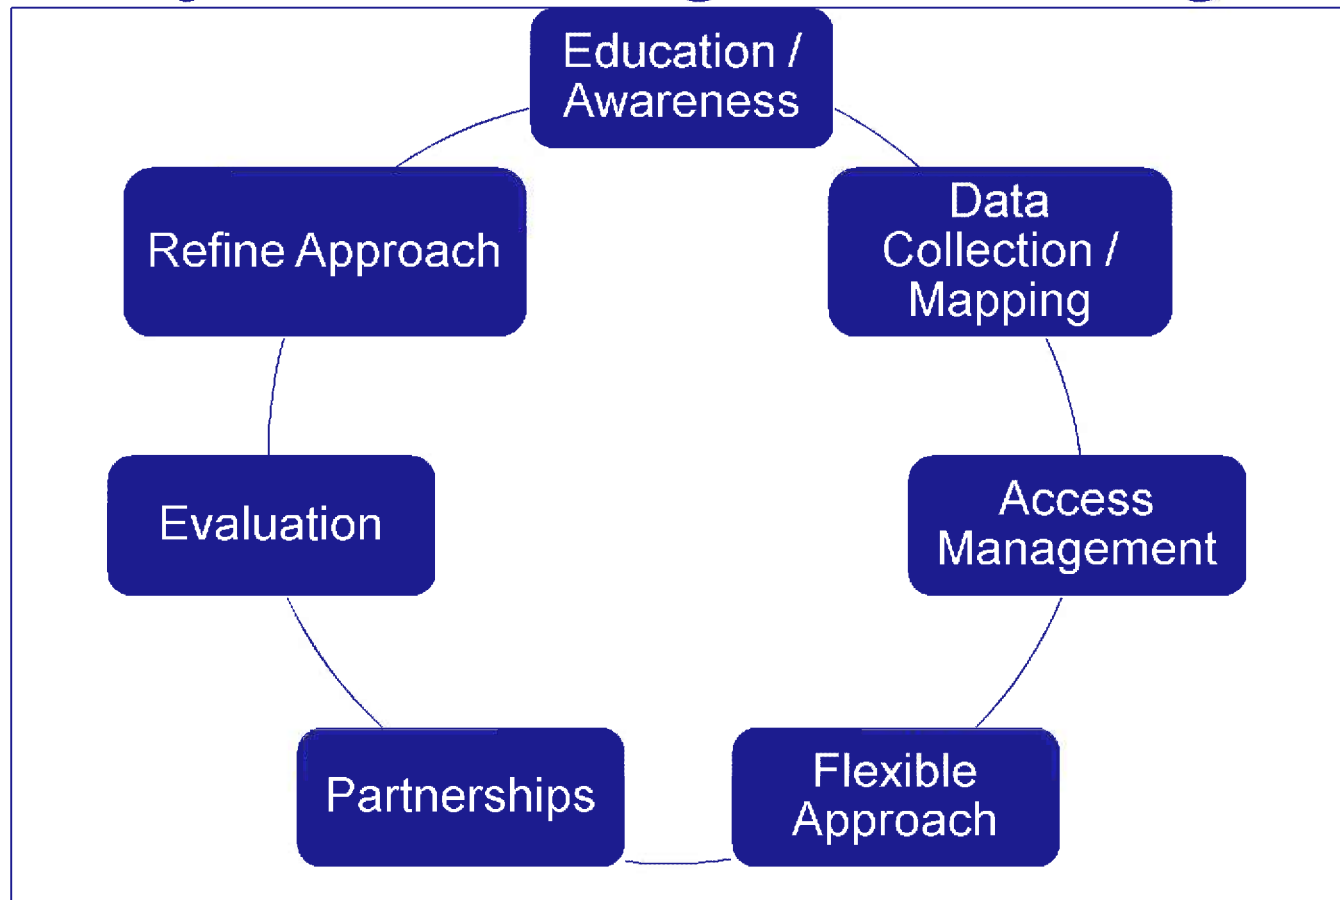 Education /
Awareness
Data
Collection /
Mapping
Access
Management
Flexible
Approach
Partnerships
Evaluation
Refine Approach